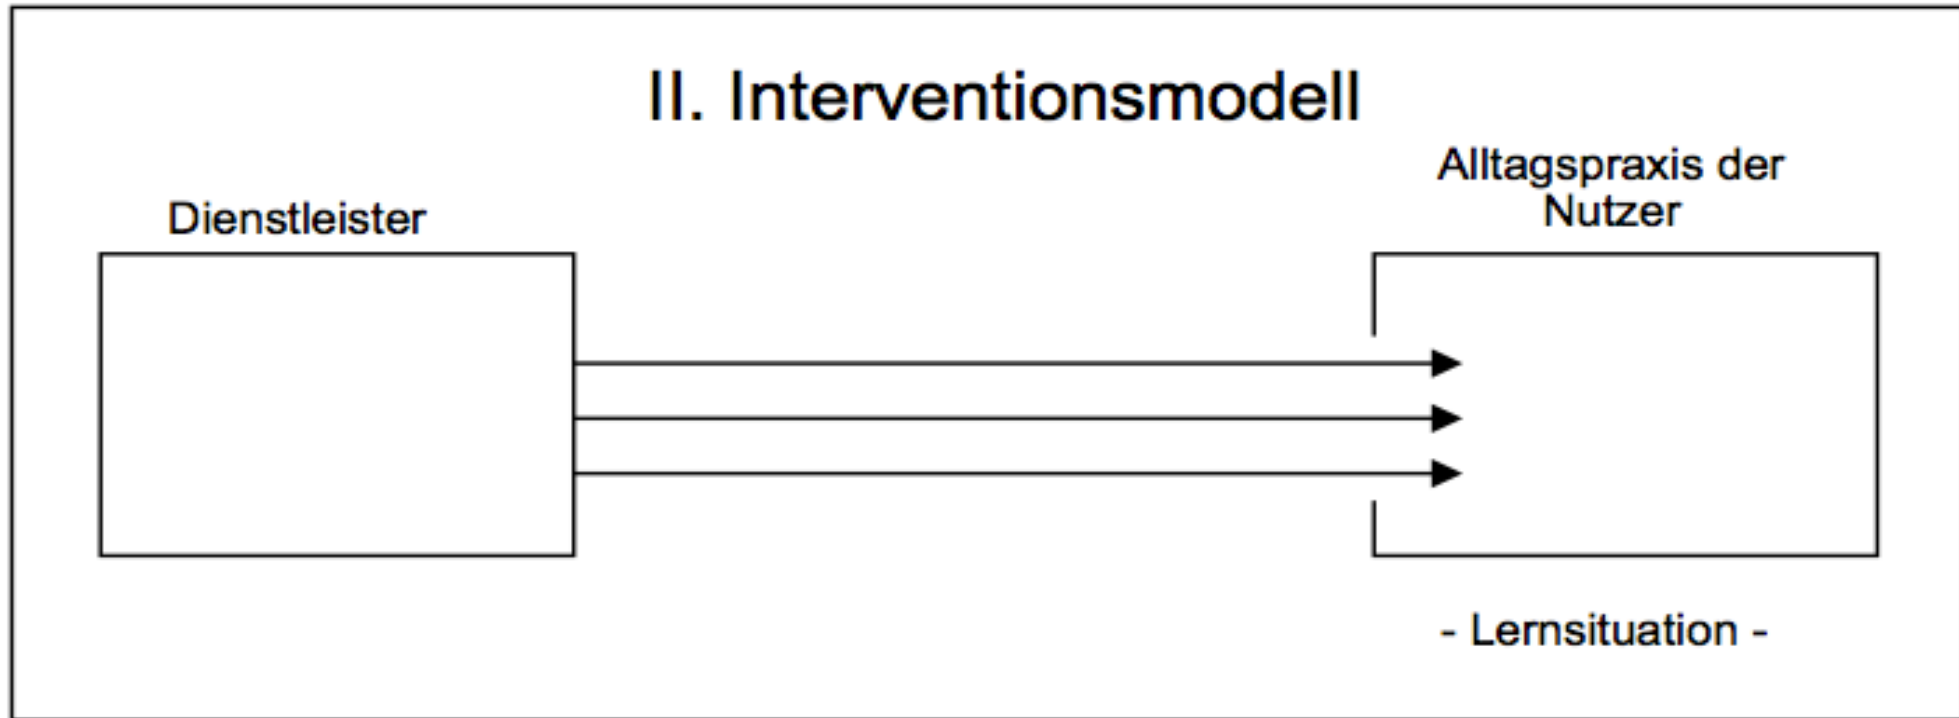 II. Interventionsmodell
Dienstleister
Alltagspraxis der
Nutzer
- Lernsituation -